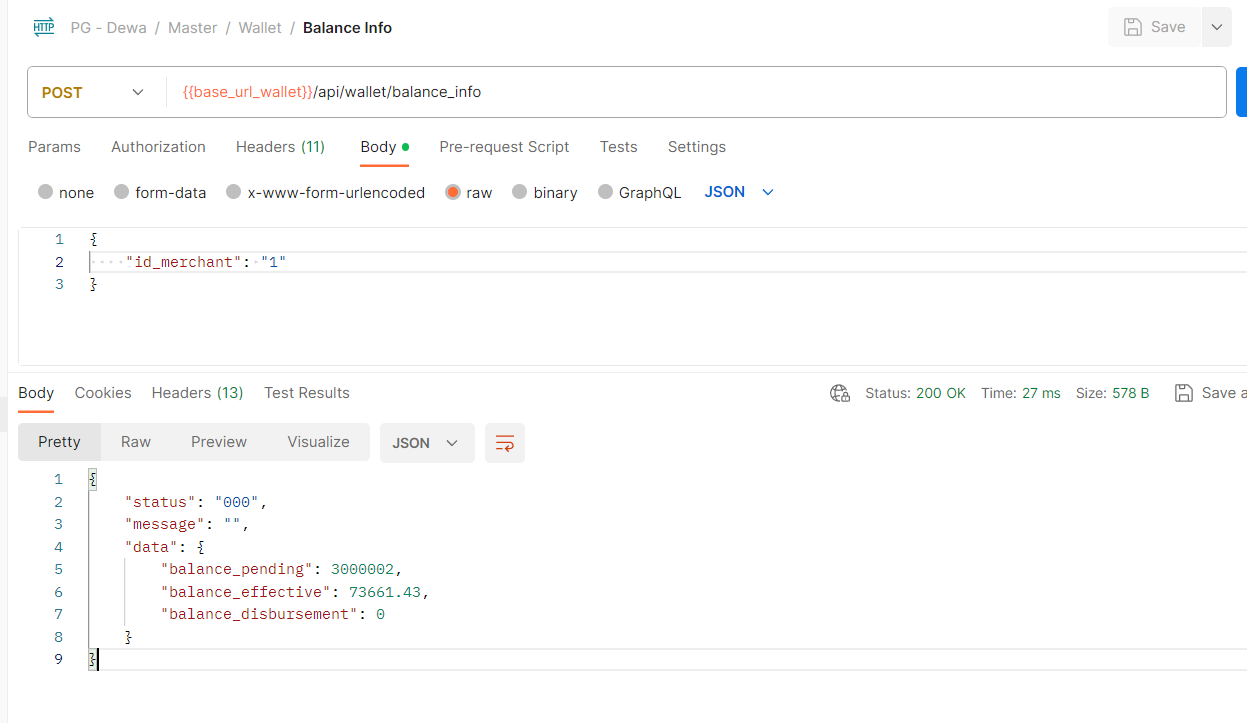 HTTP PG - Dewa / Master / Wallet / Balance Info Save
POST {{base_url_wallet}}/api/wallet/balance_info
Params Authorization Headers (11) Body Pre-request Script Tests Settings
none form-data x-www-form-urlencoded raw binary GraphQL JSON
1 {
2 ····"id_merchant":·"1"
3 }
Body Cookies Headers (13) Test Results Status: 200 OK Time: 27 ms Size: 578 B Save a
Pretty Raw Preview Visualize JSON
1 {
2 "status": "000",
3 "message": "",
4 "data": {
5 "balance_pending": 3000002,
6 "balance_effective": 73661.43,
7 "balance_disbursement": 0
8 }
9 }